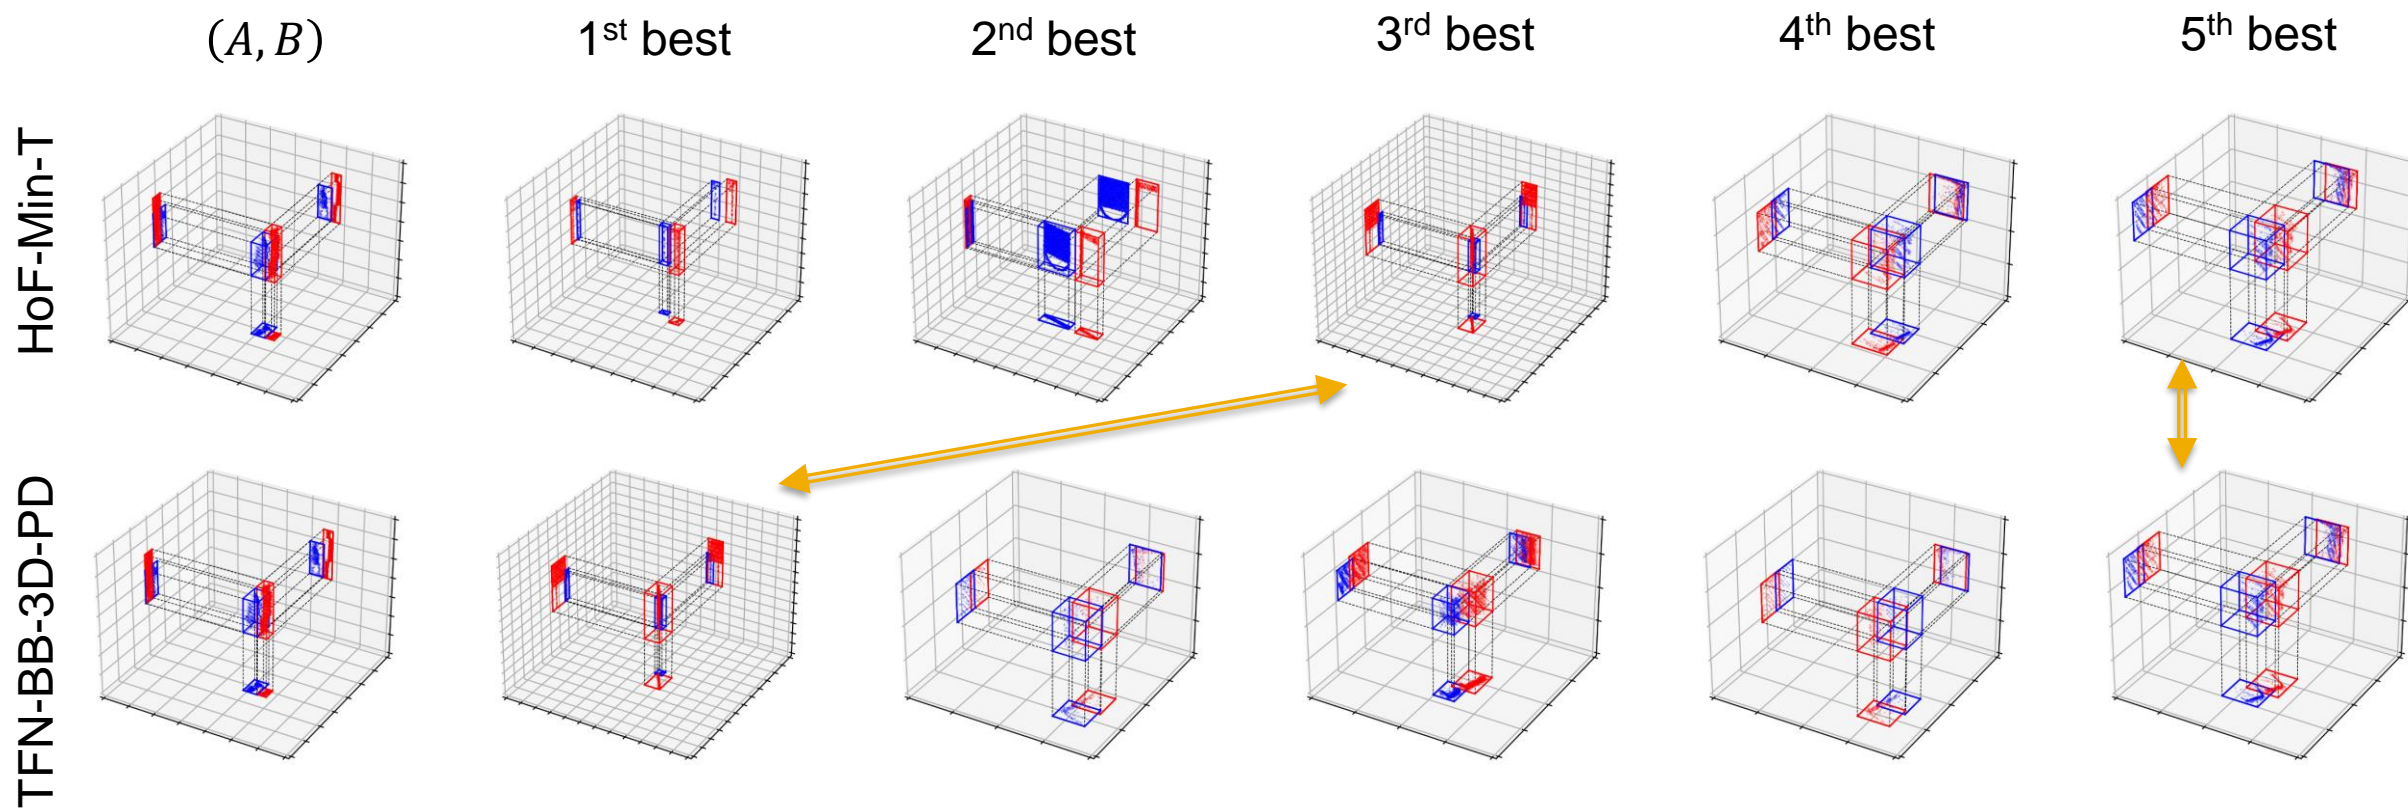 (A, B) 1st best 2nd best 3rd best 4th best 5th best
HoF-Min-T
TFN-BB-3D-PD